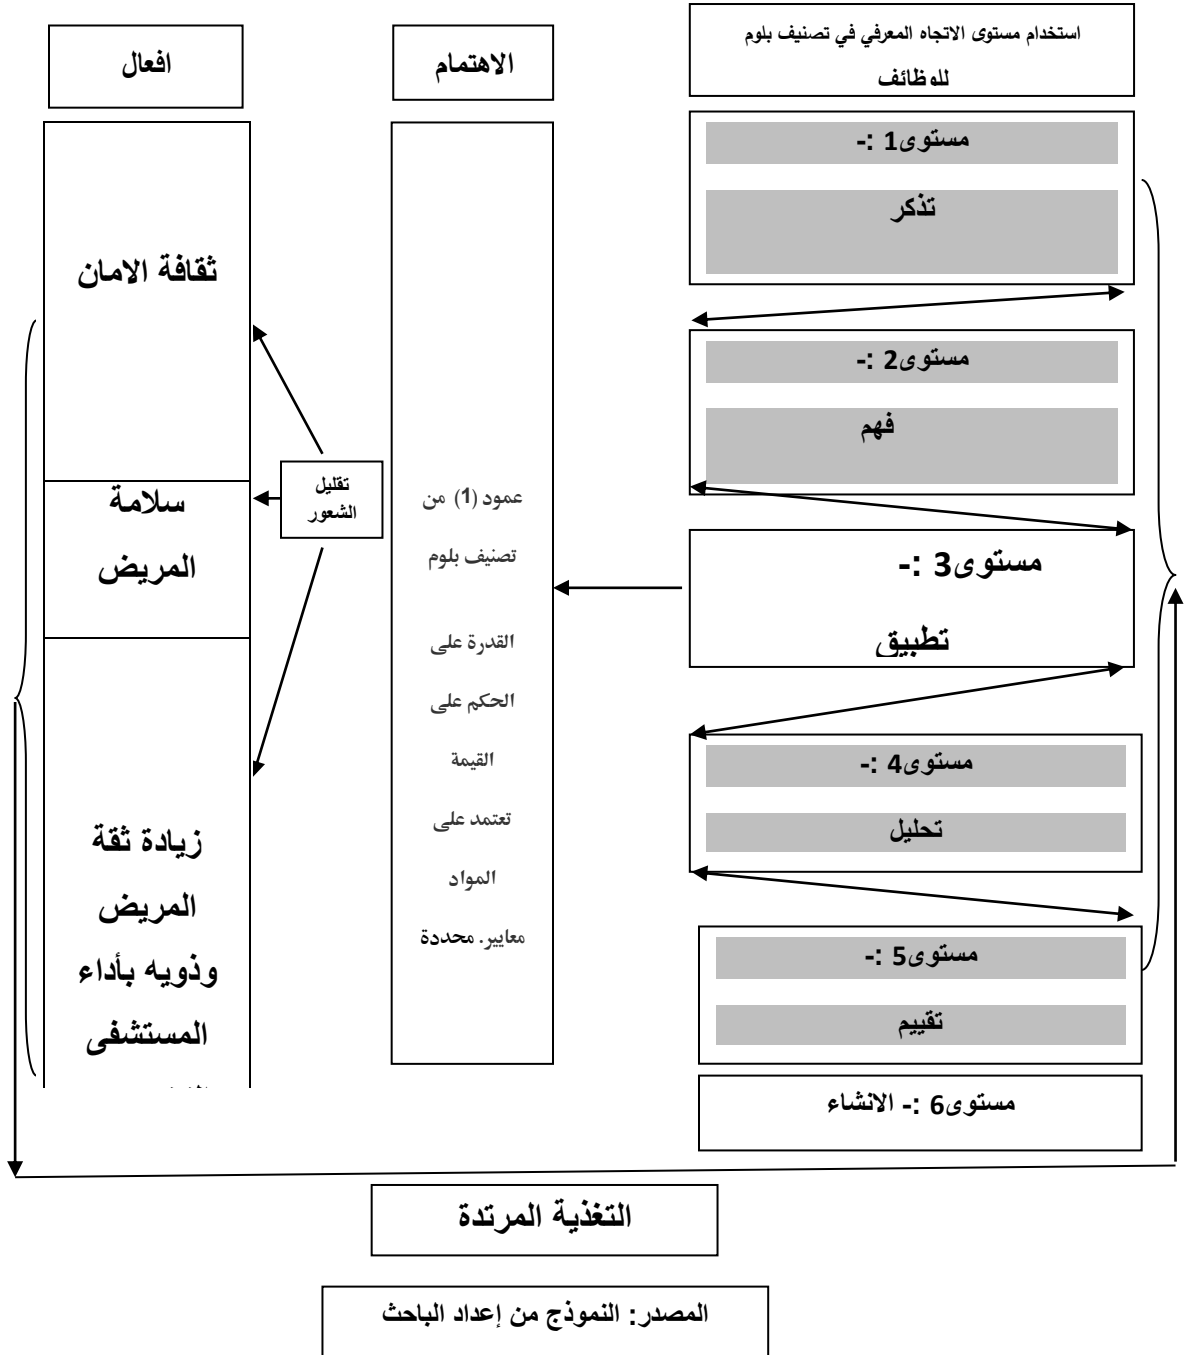 استخدام مستوى الاتجاه المعرفي في تصنيف بلوم
للوظائف
مستوى1 :-
تذكر
مستوى2 :-
فهم
مستوى3 :-
تطبيق
مستوى4 :-
تحليل
مستوى5 :-
تقييم
مستوى6 :- الانشاء
الاهتمام
عمود (1) من
تصنيف بلوم
القدرة على
الحكم على
القيمة
تعتمد على
المواد
معايير. محددة
افعال
تقليل
الشعور
ثقافة الامان
سلامة
المريض
زيادة ثقة
المريض
وذويه بأداء
المستشفى
التغذية المرتدة
المصدر: النموذج من إعداد الباحث